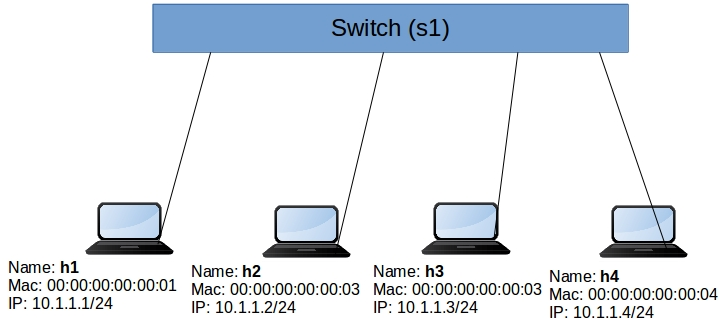 Switch (s1)
Name: h1
Mac: 00:00:00:00:00:01
IP: 10.1.1.1/24
Name: h2
Mac: 00:00:00:00:00:03
IP: 10.1.1.2/24
Name: h3
Mac: 00:00:00:00:00:03
IP: 10.1.1.3/24
Name: h4
Mac: 00:00:00:00:00:04
IP: 10.1.1.4/24